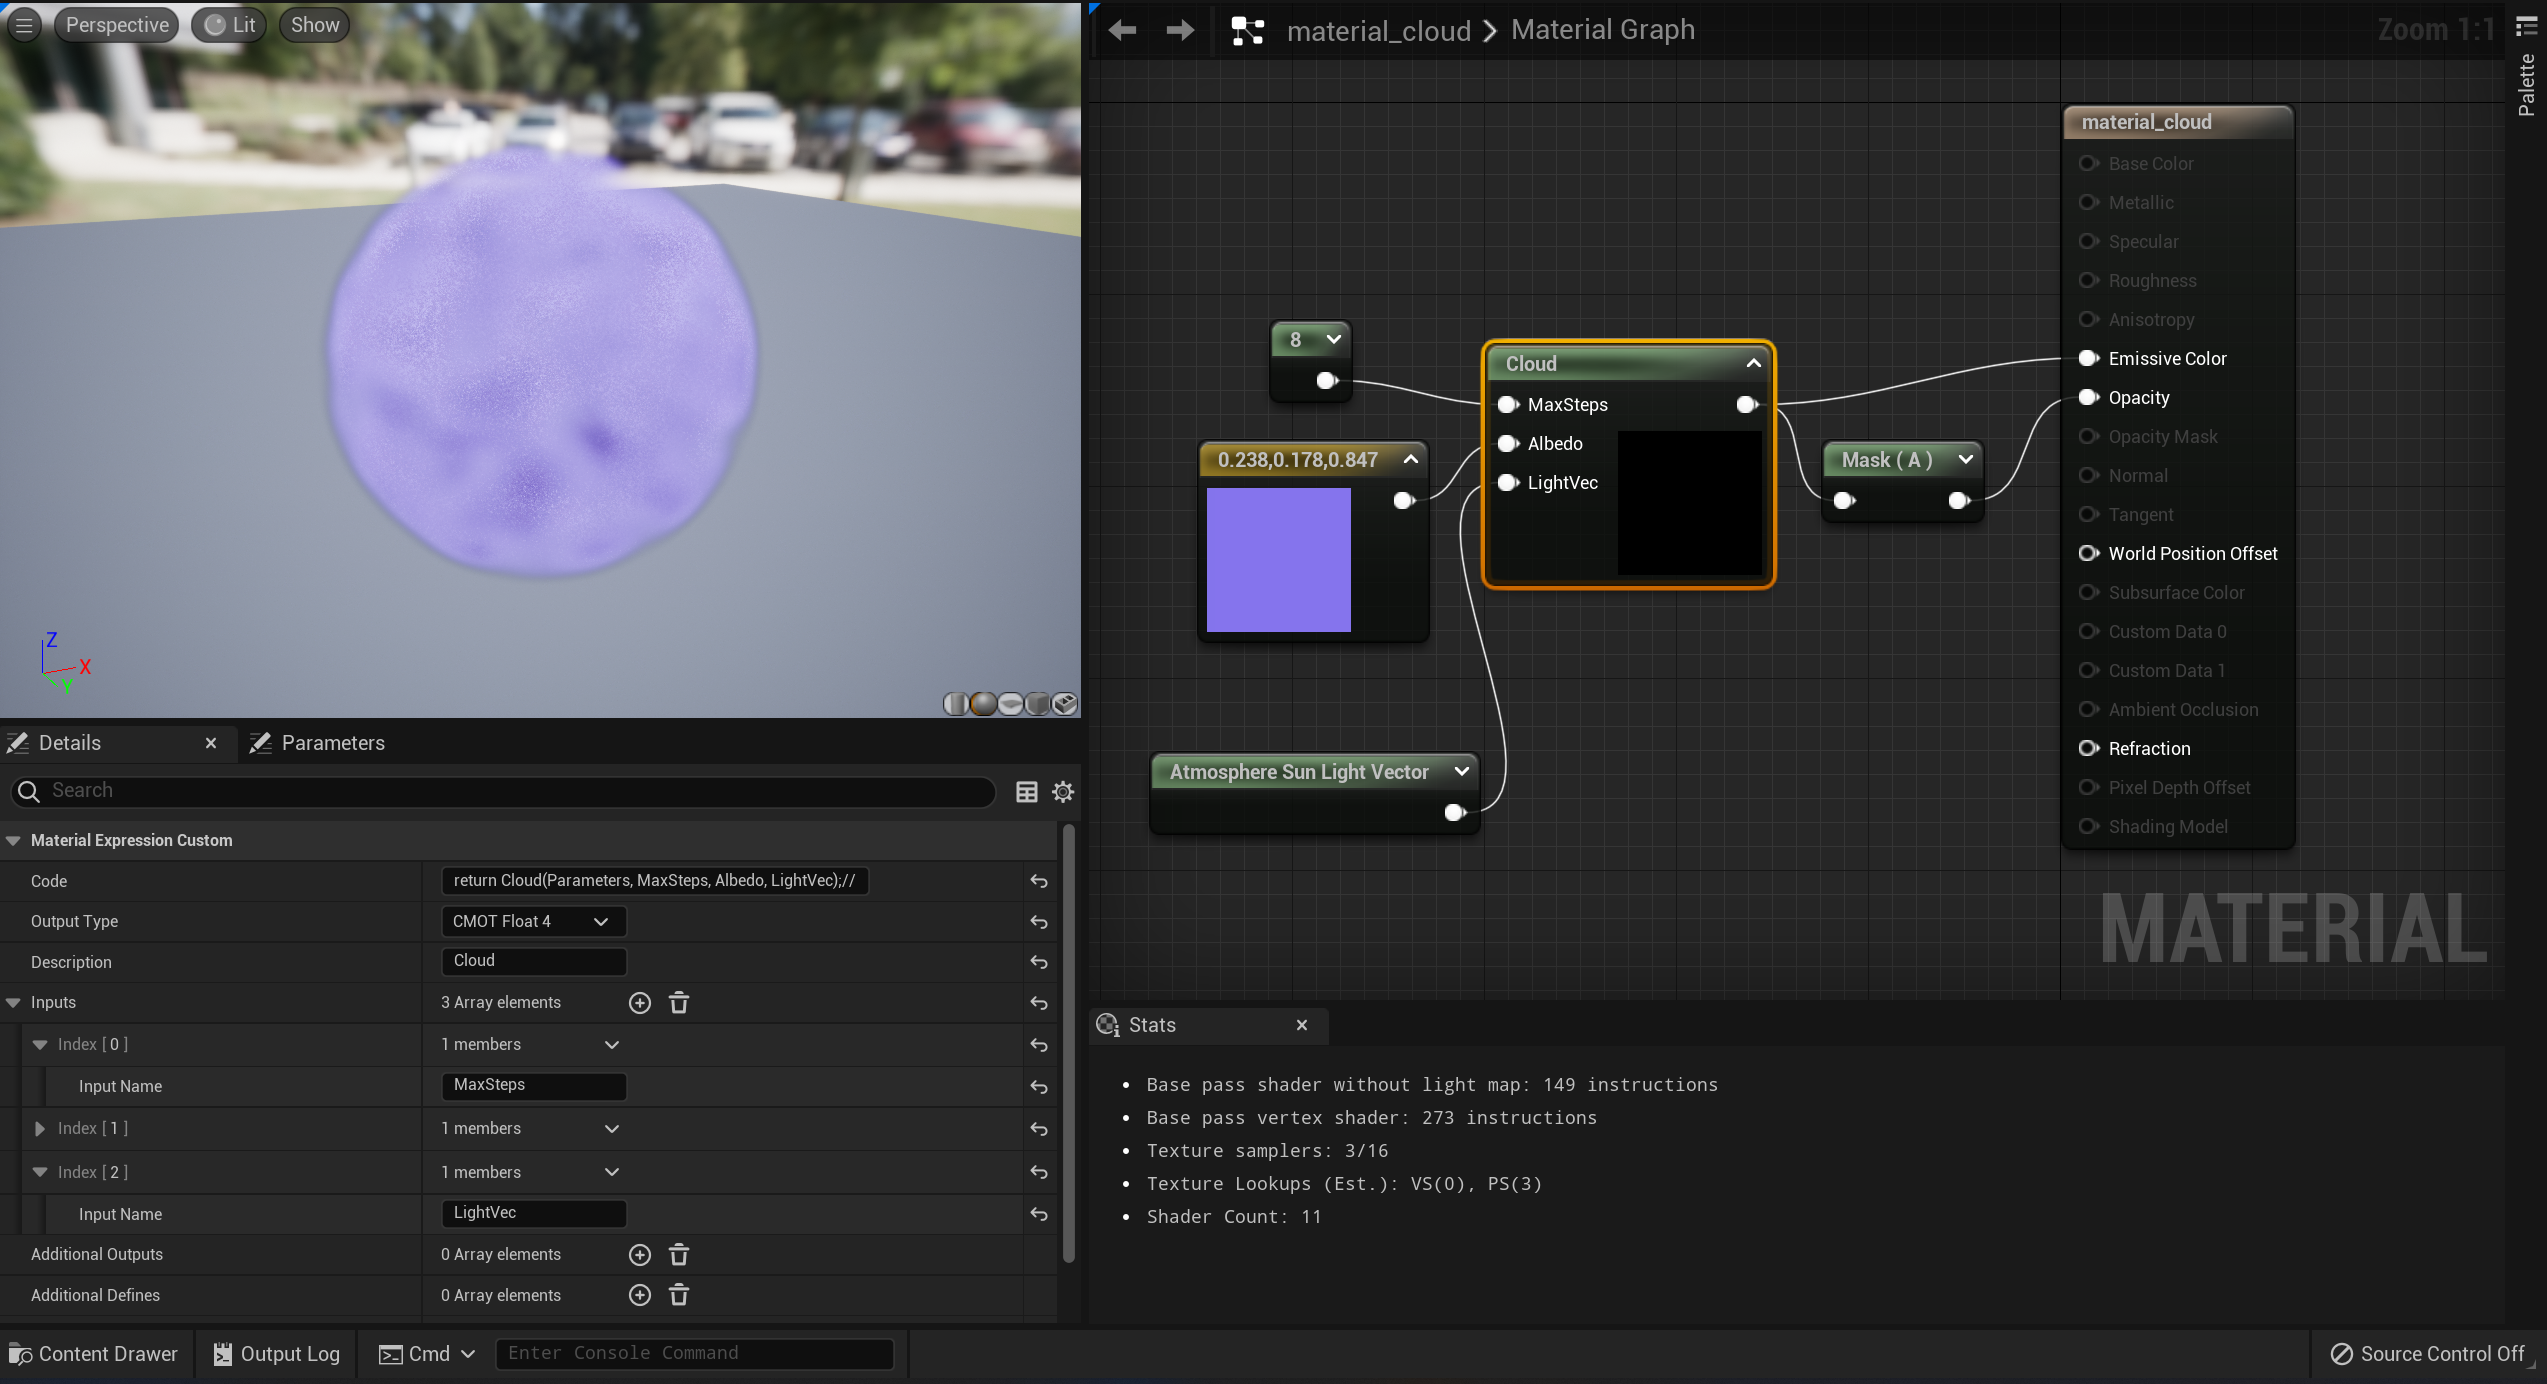 Perspective
Lit
Show
Z
X
Y
material_cloud
Material Graph
Zoom 1:1
Palette
8
0.238,0.178,0.847
Atmosphere Sun Light Vector
Cloud
MaxSteps
Albedo
LightVec
Mask ( A )
material_cloud
Base Color
Metallic
Specular
Roughness
Anisotropy
Emissive Color
Opacity
Opacity Mask
Normal
Tangent
World Position Offset
Subsurface Color
Custom Data 0
Custom Data 1
Ambient Occlusion
Refraction
Pixel Depth Offset
Shading Model
MATERIAL
Details
Parameters
Search
Material Expression Custom
Code
return Cloud(Parameters, MaxSteps, Albedo, LightVec);//
Output Type
CMOT Float 4
Description
Cloud
Inputs
3 Array elements
Index [ 0 ]
1 members
Input Name
MaxSteps
Index [ 1 ]
1 members
Index [ 2 ]
1 members
Input Name
LightVec
Additional Outputs
0 Array elements
Additional Defines
0 Array elements
Stats
• Base pass shader without light map: 149 instructions
• Base pass vertex shader: 273 instructions
• Texture samplers: 3/16
• Texture Lookups (Est.): VS(0), PS(3)
• Shader Count: 11
Content Drawer
Output Log
Cmd
Enter Console Command
Source Control Off